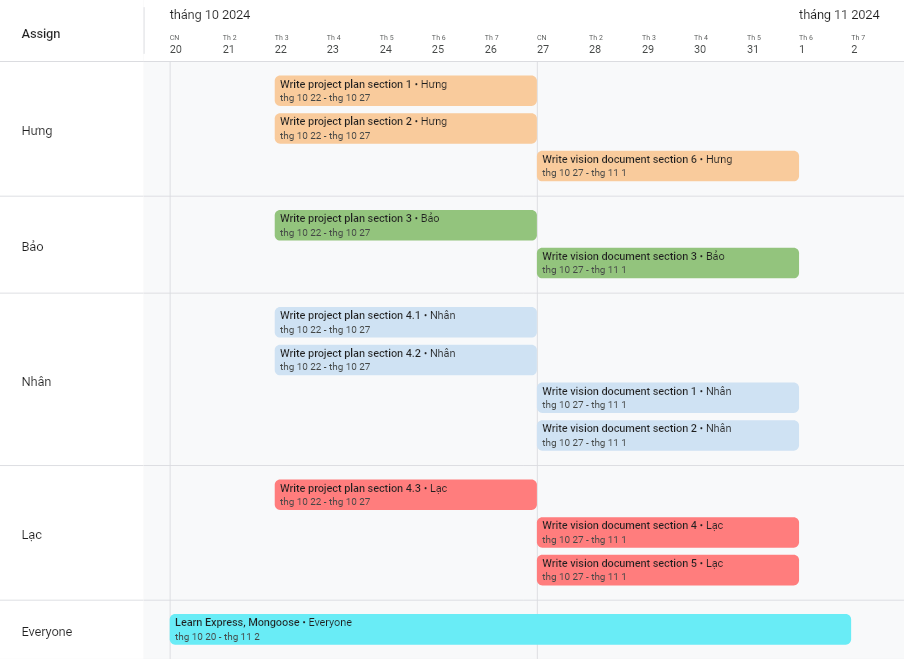 tháng 10 2024
tháng 11 2024
Assign
CN Th 2 Th 3 Th 4 Th 5 Th 6 Th 7 CN Th 2 Th 3 Th 4 Th 5 Th 6 Th 7
20 21 22 23 24 25 26 27 28 29 30 31 1 2
Hưng
Write project plan section 1 • Hưng
thg 10 22 - thg 10 27
Write project plan section 2 • Hưng
thg 10 22 - thg 10 27
Write vision document section 6 • Hưng
thg 10 27 - thg 11 1
Bảo
Write project plan section 3 • Bảo
thg 10 22 - thg 10 27
Write vision document section 3 • Bảo
thg 10 27 - thg 11 1
Nhân
Write project plan section 4.1 • Nhân
thg 10 22 - thg 10 27
Write project plan section 4.2 • Nhân
thg 10 22 - thg 10 27
Write vision document section 1 • Nhân
thg 10 27 - thg 11 1
Write vision document section 2 • Nhân
thg 10 27 - thg 11 1
Lạc
Write project plan section 4.3 • Lạc
thg 10 22 - thg 10 27
Write vision document section 4 • Lạc
thg 10 27 - thg 11 1
Write vision document section 5 • Lạc
thg 10 27 - thg 11 1
Everyone
Learn Express, Mongoose • Everyone
thg 10 20 - thg 11 2